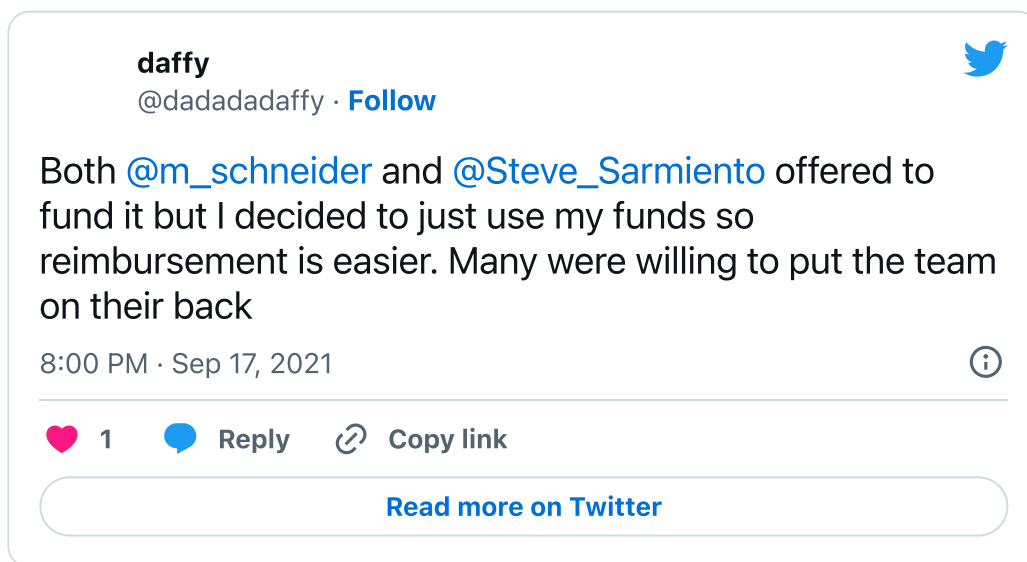 daffy
@dadadadaffy · Follow
Both @m_schneider and @Steve_Sarmiento offered to
fund it but I decided to just use my funds so
reimbursement is easier. Many were willing to put the team
on their back
8:00 PM · Sep 17, 2021
1 Reply Copy link
Read more on Twitter